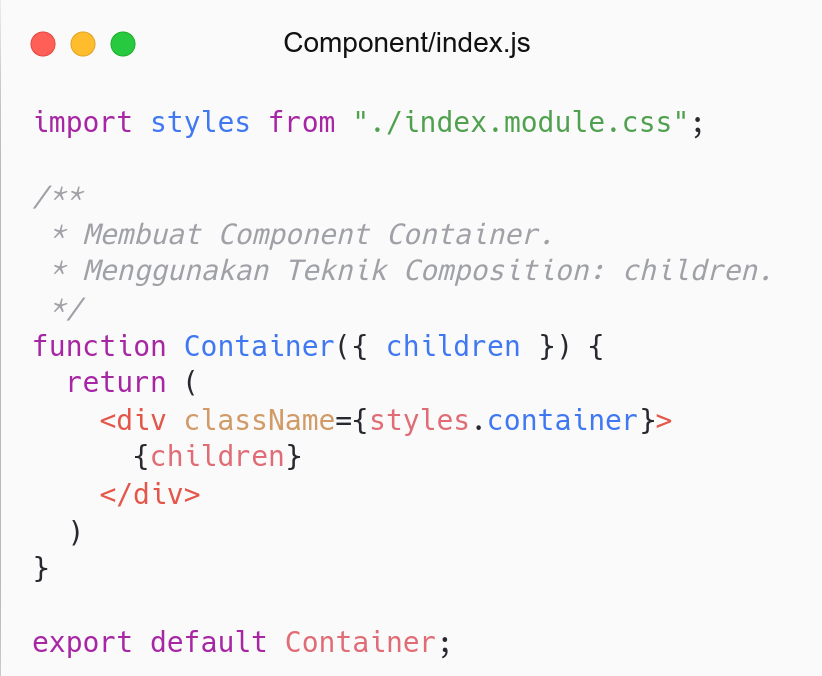 Component/index.js
import styles from "./index.module.css";
/**
 * Membuat Component Container.
 * Menggunakan Teknik Composition: children.
 */
function Container({ children }) {
  return (
    <div className={styles.container}>
      {children}
    </div>
  )
}
export default Container;